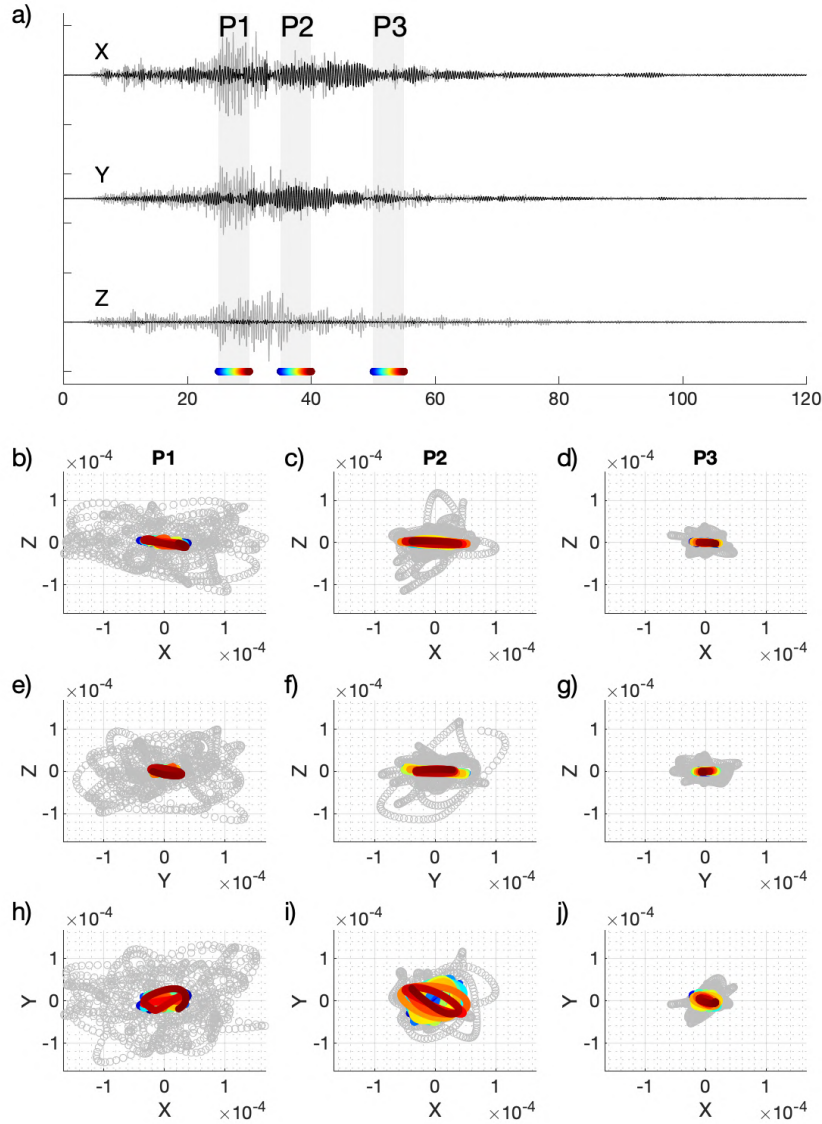 a)
P1 P2 P3
X
Y
Z
0 20 40 60 80 100 120
b) ×10⁻⁴ P1 c) ×10⁻⁴ P2 d) ×10⁻⁴ P3
1 1 1
Z 0 Z 0 Z 0
-1 -1 -1
-1 0 1 -1 0 1 -1 0 1
X ×10⁻⁴ X ×10⁻⁴ X ×10⁻⁴
e) ×10⁻⁴ f) ×10⁻⁴ g) ×10⁻⁴
1 1 1
Z 0 Z 0 Z 0
-1 -1 -1
-1 0 1 -1 0 1 -1 0 1
Y ×10⁻⁴ Y ×10⁻⁴ Y ×10⁻⁴
h) ×10⁻⁴ i) ×10⁻⁴ j) ×10⁻⁴
1 1 1
Y 0 Y 0 Y 0
-1 -1 -1
-1 0 1 -1 0 1 -1 0 1
X ×10⁻⁴ X ×10⁻⁴ X ×10⁻⁴